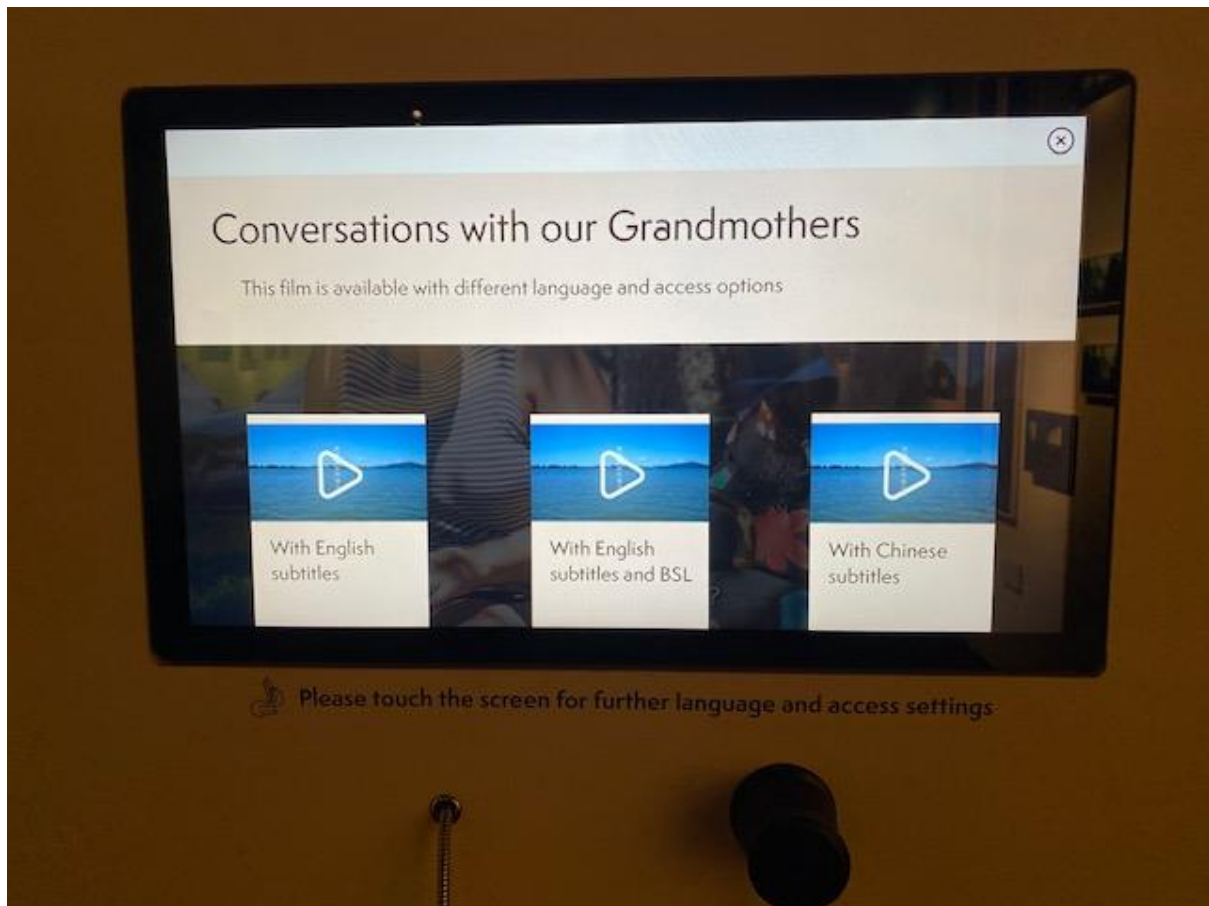 Conversations with our Grandmothers
This film is available with different language and access options
With English
subtitles
With English
subtitles and BSL
With Chinese
subtitles
Please touch the screen for further language and access settings